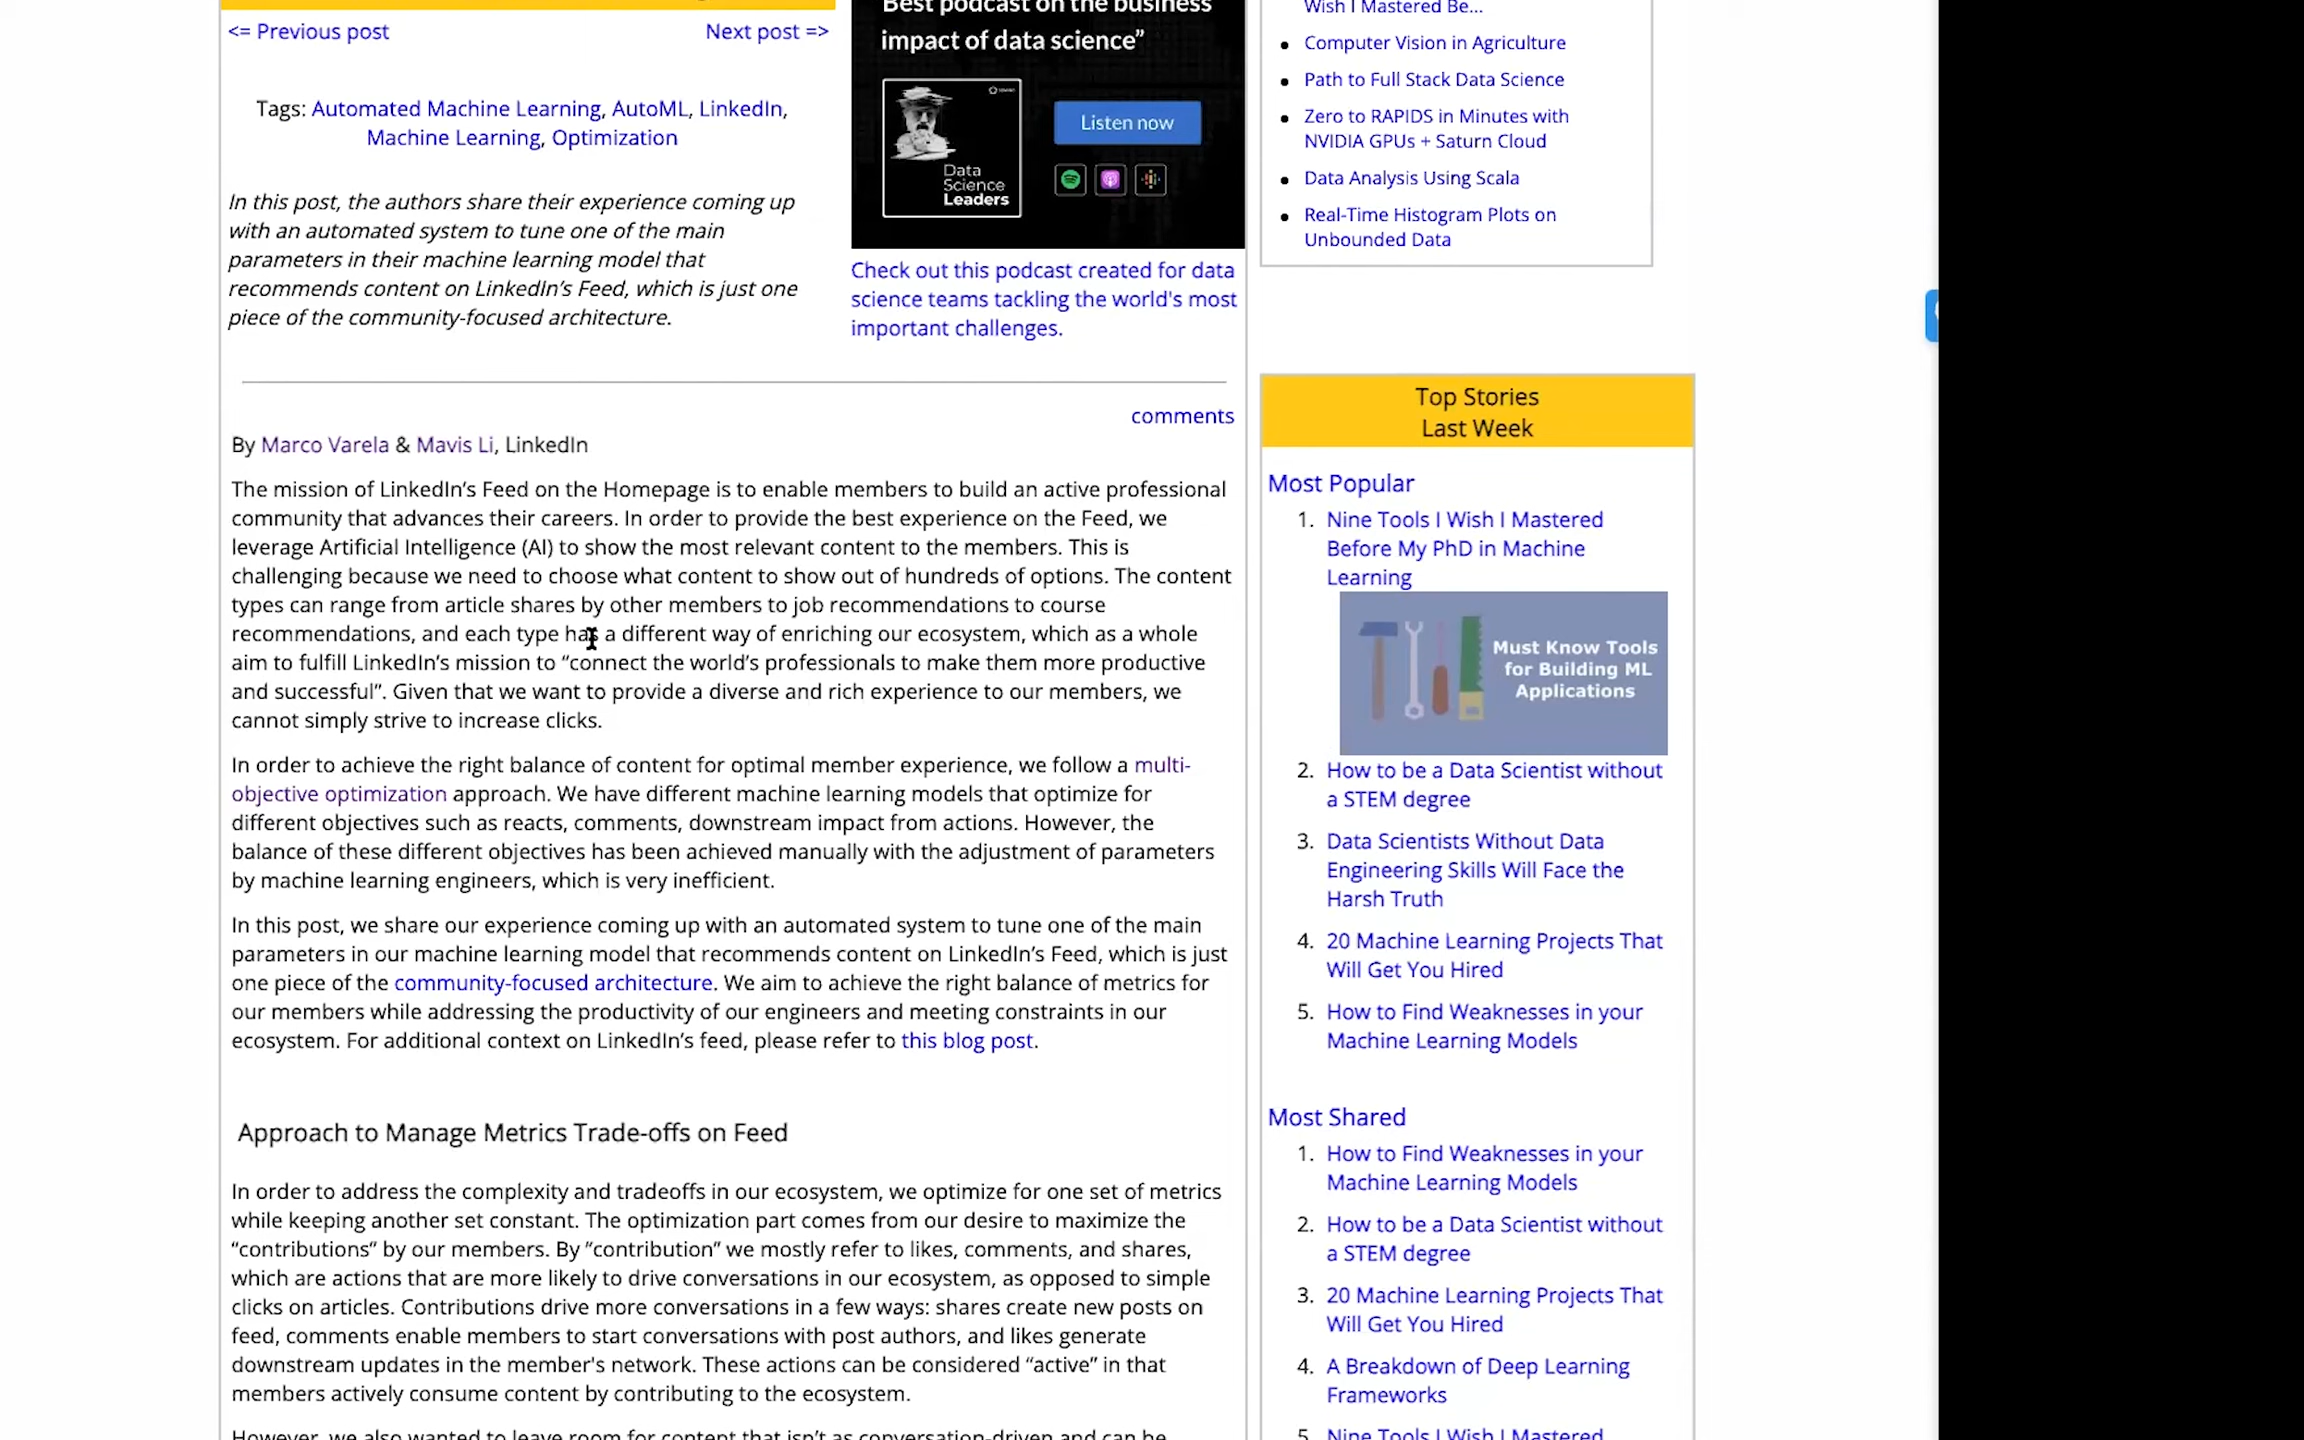 <= Previous post
Next post =>
Tags: Automated Machine Learning, AutoML, LinkedIn,
Machine Learning, Optimization
In this post, the authors share their experience coming up
with an automated system to tune one of the main
parameters in their machine learning model that
recommends content on LinkedIn’s Feed, which is just one
piece of the community-focused architecture.
Best podcast on the business
impact of data science”
Listen now
Data
Science
Leaders
Check out this podcast created for data
science teams tackling the world's most
important challenges.
comments
By Marco Varela & Mavis Li, LinkedIn
The mission of LinkedIn’s Feed on the Homepage is to enable members to build an active professional
community that advances their careers. In order to provide the best experience on the Feed, we
leverage Artificial Intelligence (AI) to show the most relevant content to the members. This is
challenging because we need to choose what content to show out of hundreds of options. The content
types can range from article shares by other members to job recommendations to course
recommendations, and each type has a different way of enriching our ecosystem, which as a whole
aim to fulfill LinkedIn’s mission to “connect the world’s professionals to make them more productive
and successful”. Given that we want to provide a diverse and rich experience to our members, we
cannot simply strive to increase clicks.
In order to achieve the right balance of content for optimal member experience, we follow a multi-
objective optimization approach. We have different machine learning models that optimize for
different objectives such as reacts, comments, downstream impact from actions. However, the
balance of these different objectives has been achieved manually with the adjustment of parameters
by machine learning engineers, which is very inefficient.
In this post, we share our experience coming up with an automated system to tune one of the main
parameters in our machine learning model that recommends content on LinkedIn’s Feed, which is just
one piece of the community-focused architecture. We aim to achieve the right balance of metrics for
our members while addressing the productivity of our engineers and meeting constraints in our
ecosystem. For additional context on LinkedIn’s feed, please refer to this blog post.
Approach to Manage Metrics Trade-offs on Feed
In order to address the complexity and tradeoffs in our ecosystem, we optimize for one set of metrics
while keeping another set constant. The optimization part comes from our desire to maximize the
“contributions” by our members. By “contribution” we mostly refer to likes, comments, and shares,
which are actions that are more likely to drive conversations in our ecosystem, as opposed to simple
clicks on articles. Contributions drive more conversations in a few ways: shares create new posts on
feed, comments enable members to start conversations with post authors, and likes generate
downstream updates in the member's network. These actions can be considered “active” in that
members actively consume content by contributing to the ecosystem.
However, we also wanted to leave room for content that isn’t as conversation-driven and can be
Wish I Mastered Be...
Computer Vision in Agriculture
Path to Full Stack Data Science
Zero to RAPIDS in Minutes with
NVIDIA GPUs + Saturn Cloud
Data Analysis Using Scala
Real-Time Histogram Plots on
Unbounded Data
Top Stories
Last Week
Most Popular
1. Nine Tools I Wish I Mastered
Before My PhD in Machine
Learning
Must Know Tools
for Building ML
Applications
2. How to be a Data Scientist without
a STEM degree
3. Data Scientists Without Data
Engineering Skills Will Face the
Harsh Truth
4. 20 Machine Learning Projects That
Will Get You Hired
5. How to Find Weaknesses in your
Machine Learning Models
Most Shared
1. How to Find Weaknesses in your
Machine Learning Models
2. How to be a Data Scientist without
a STEM degree
3. 20 Machine Learning Projects That
Will Get You Hired
4. A Breakdown of Deep Learning
Frameworks
5. Nine Tools I Wish I Mastered